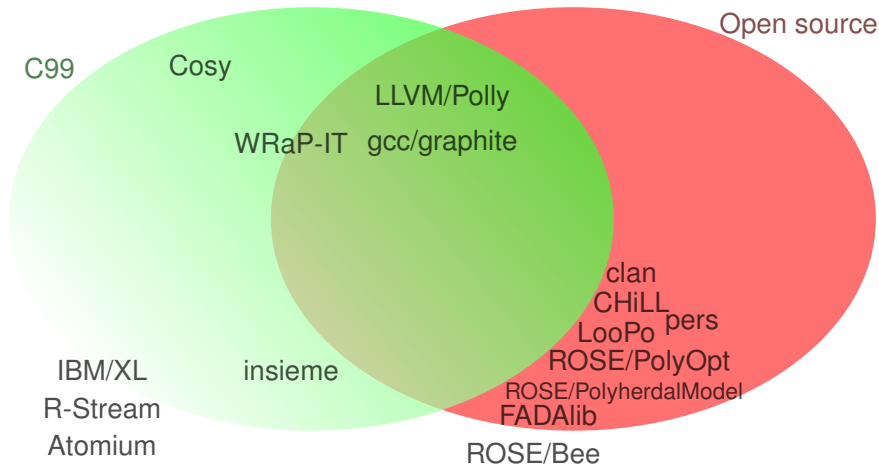 Open source
C99
Cosy
LLVM/Polly
WRaP-IT
gcc/graphite
clan
CHiLL
pers
LooPo
ROSE/PolyOpt
IBM/XL
insieme
ROSE/PolyherdalModel
R-Stream
FADAlib
Atomium
ROSE/Bee